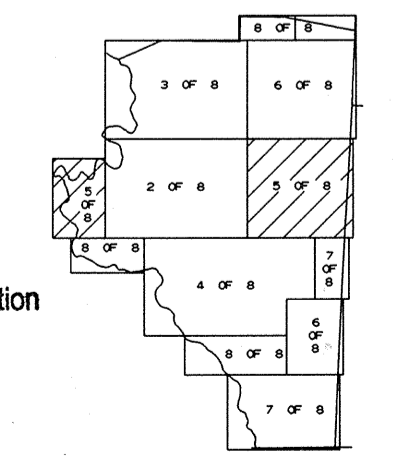 8 OF 8
3 OF 8
6 OF 8
5
OF
8
2 OF 8
5 OF 8
8 OF 8
4 OF 8
7
OF
8
tion
6
OF
8
8 OF 8
7 OF 8